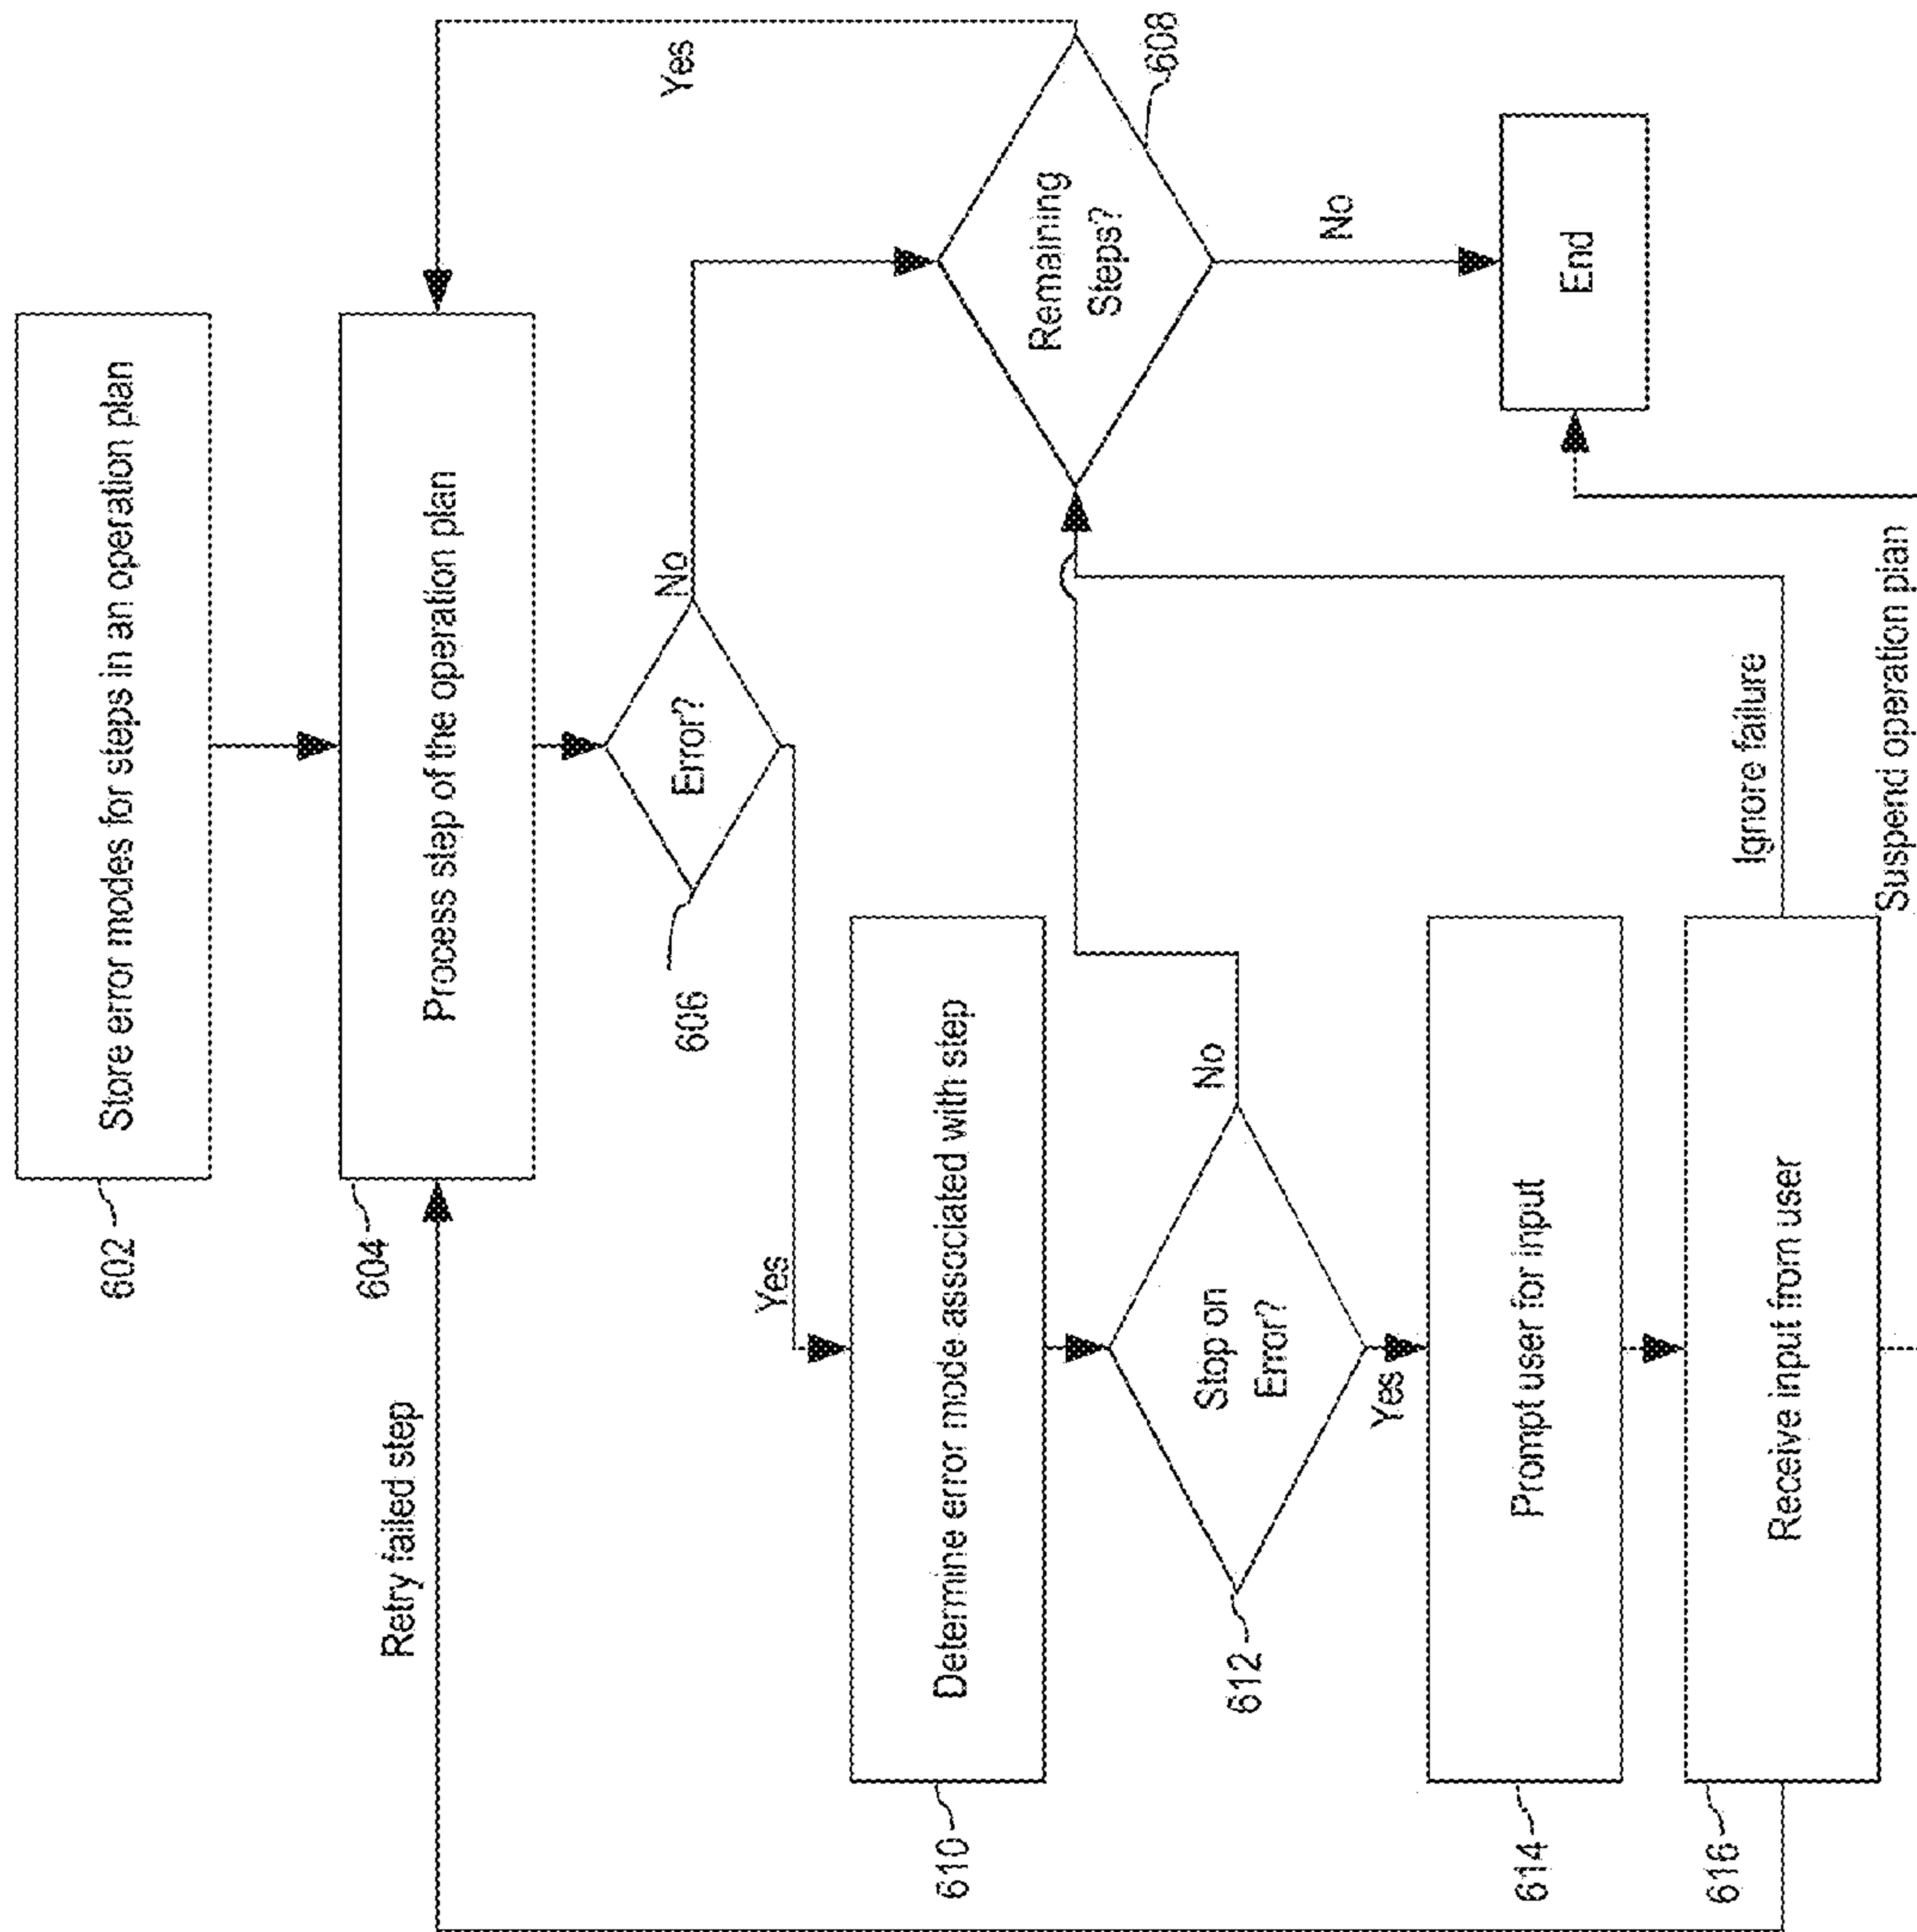 602
Store error modes for steps in an operation plan
604
Process step of the operation plan
Retry failed step
Yes
606
Error?
No
Yes
610
Determine error mode associated with step
Remaining
Steps?
608
612
Stop on
Error?
No
Yes
No
614
Prompt user for input
End
616
Receive input from user
Ignore failure
Suspend operation plan